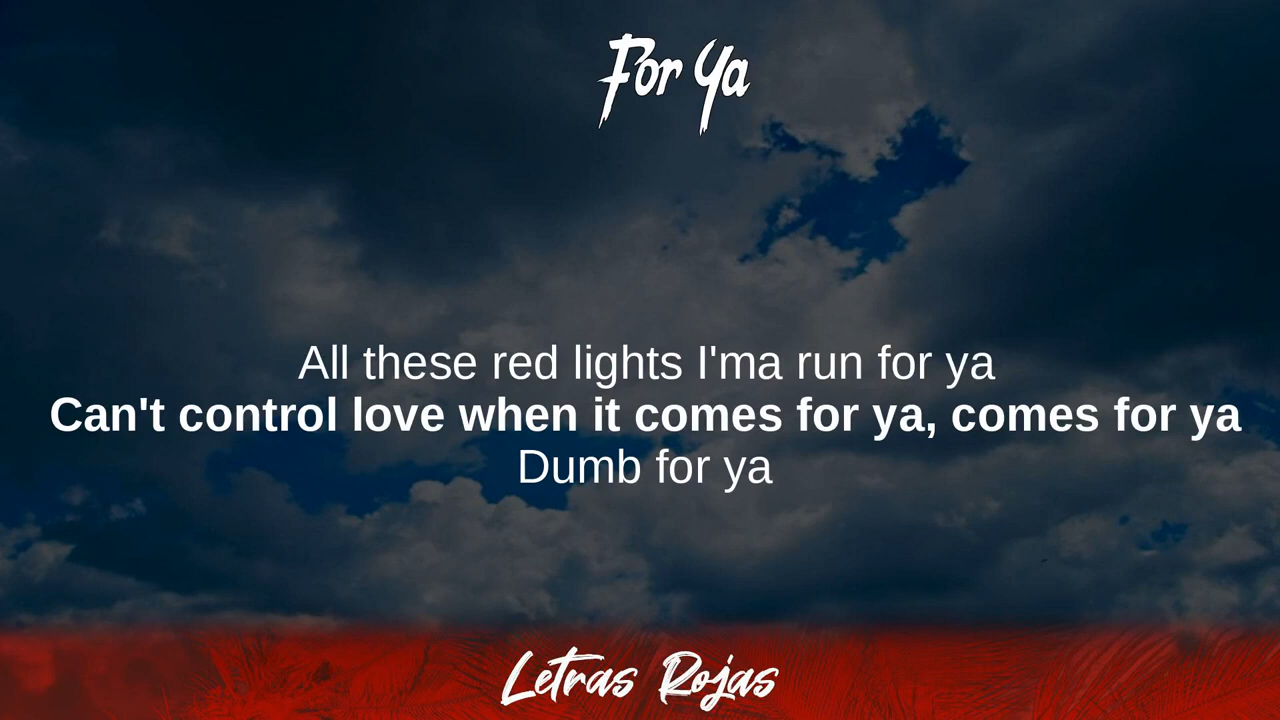 For Ya
All these red lights I'ma run for ya
Can't control love when it comes for ya, comes for ya
Dumb for ya
Letras Rojas